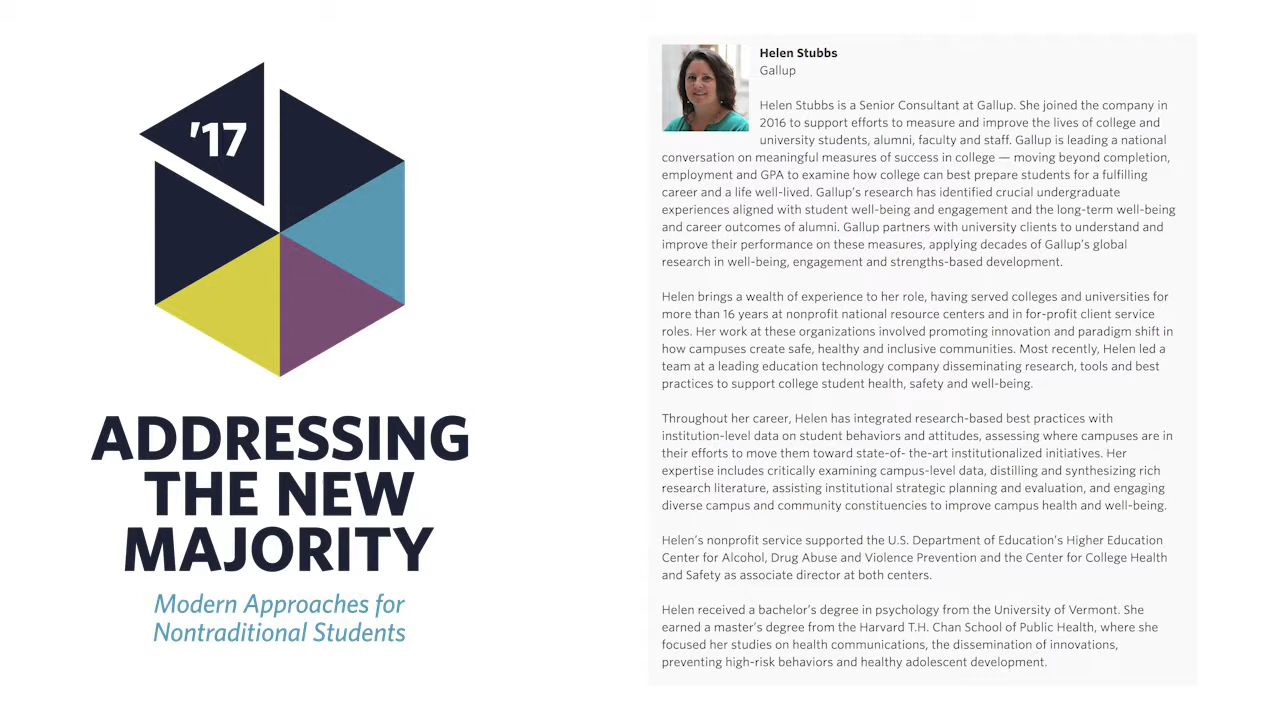 '17
ADDRESSING
THE NEW
MAJORITY
Modern Approaches for
Nontraditional Students
Helen Stubbs
Gallup
Helen Stubbs is a Senior Consultant at Gallup. She joined the company in
2016 to support efforts to measure and improve the lives of college and
university students, alumni, faculty and staff. Gallup is leading a national
conversation on meaningful measures of success in college — moving beyond completion,
employment and GPA to examine how college can best prepare students for a fulfilling
career and a life well-lived. Gallup's research has identified crucial undergraduate
experiences aligned with student well-being and engagement and the long-term well-being
and career outcomes of alumni. Gallup partners with university clients to understand and
improve their performance on these measures, applying decades of Gallup's global
research in well-being, engagement and strengths-based development.
Helen brings a wealth of experience to her role, having served colleges and universities for
more than 16 years at nonprofit national resource centers and in for-profit client service
roles. Her work at these organizations involved promoting innovation and paradigm shift in
how campuses create safe, healthy and inclusive communities. Most recently, Helen led a
team at a leading education technology company disseminating research, tools and best
practices to support college student health, safety and well-being.
Throughout her career, Helen has integrated research-based best practices with
institution-level data on student behaviors and attitudes, assessing where campuses are in
their efforts to move them toward state-of- the-art institutionalized initiatives. Her
expertise includes critically examining campus-level data, distilling and synthesizing rich
research literature, assisting institutional strategic planning and evaluation, and engaging
diverse campus and community constituencies to improve campus health and well-being.
Helen's nonprofit service supported the U.S. Department of Education's Higher Education
Center for Alcohol, Drug Abuse and Violence Prevention and the Center for College Health
and Safety as associate director at both centers.
Helen received a bachelor's degree in psychology from the University of Vermont. She
earned a master's degree from the Harvard T.H. Chan School of Public Health, where she
focused her studies on health communications, the dissemination of innovations,
preventing high-risk behaviors and healthy adolescent development.